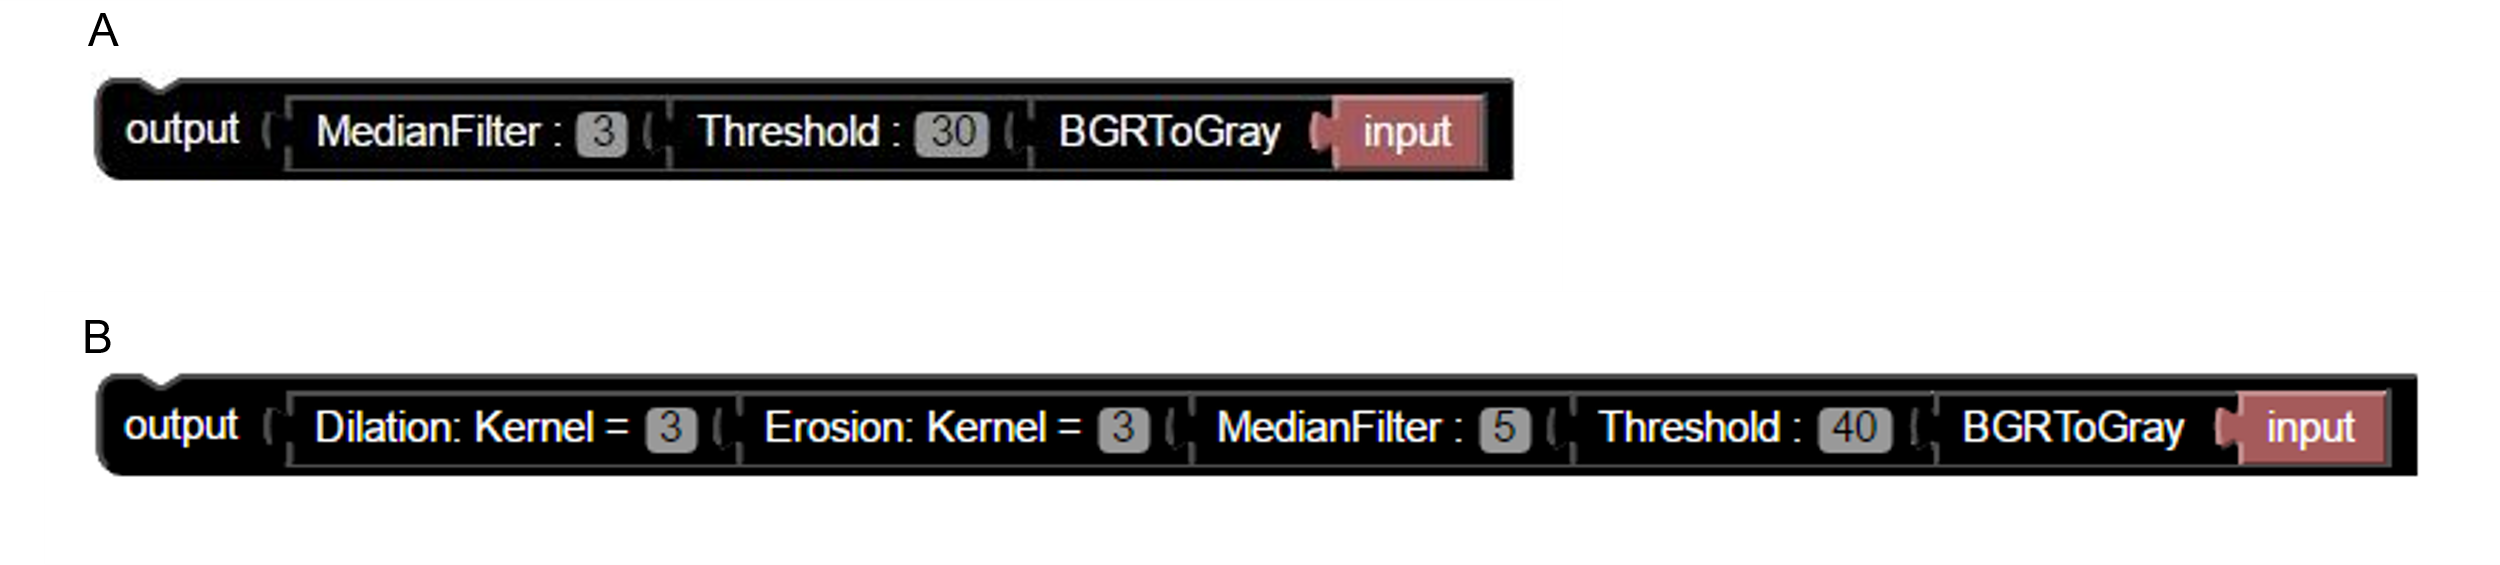 A
output MedianFilter : 3 Threshold : 30 BGRToGray input
B
output Dilation: Kernel = 3 Erosion: Kernel = 3 MedianFilter : 5 Threshold : 40 BGRToGray input